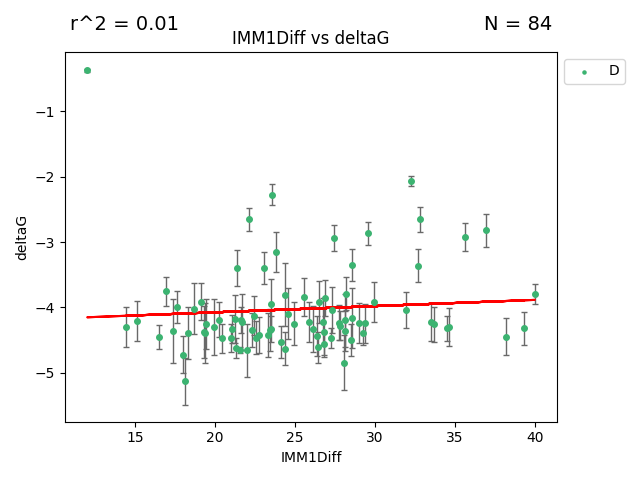 r^2 = 0.01
N = 84
IMM1Diff vs deltaG
D
deltaG
−1
−2
−3
−4
−5
15 20 25 30 35 40
IMM1Diff